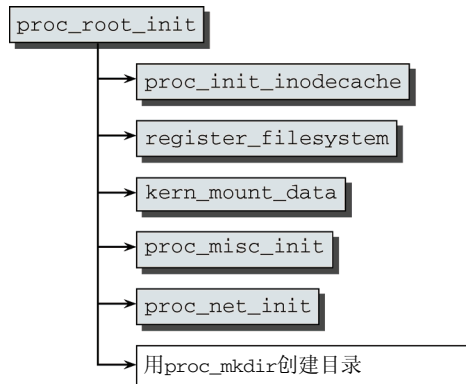 proc_root_init
proc_init_inodecache
register_filesystem
kern_mount_data
proc_misc_init
proc_net_init
用proc_mkdir创建目录